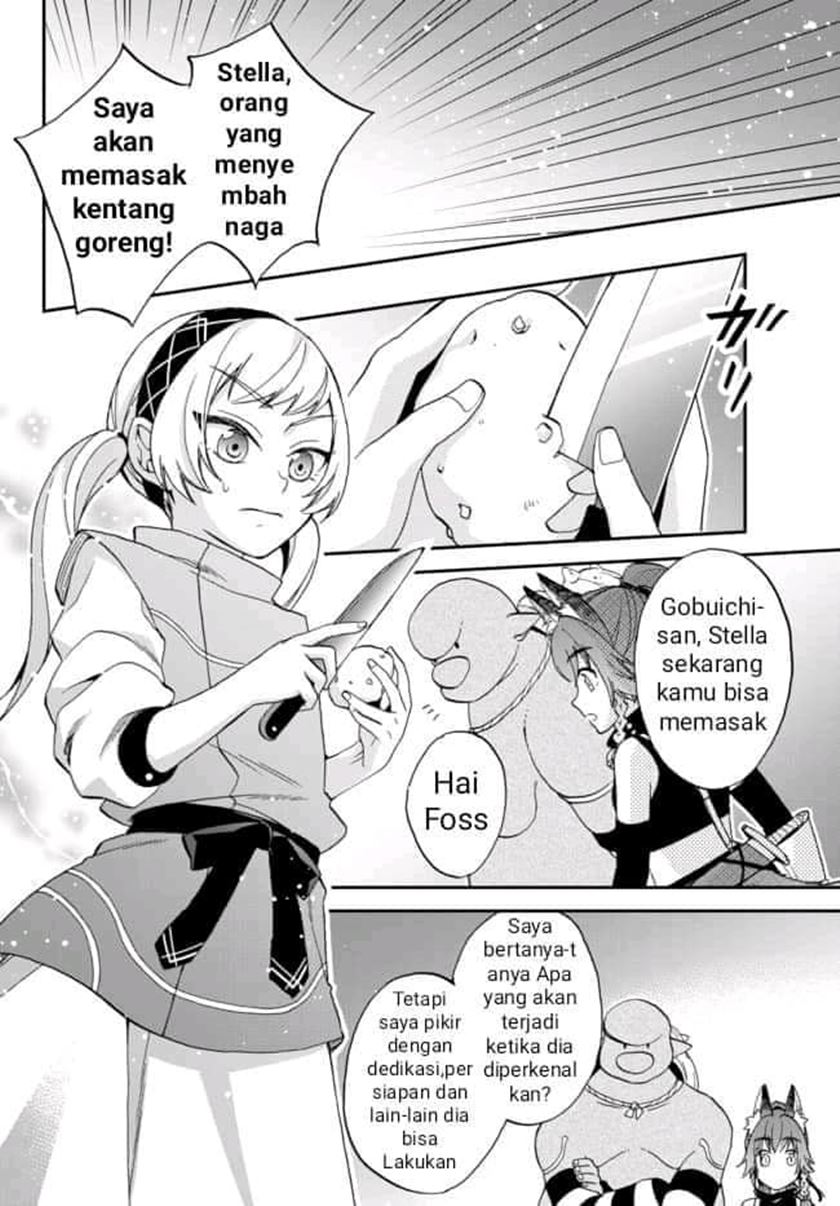 Stella,
orang
yang
menye
mbah
naga
Saya
akan
memasak
kentang
goreng!
ガリ
Gobuichi-
san, Stella
sekarang
kamu bisa
memasak
Hai
Foss
Saya
bertanya-t
anya Apa
yang akan
terjadi
ketika dia
diperkenal
kan?
Tetapi
saya pikir
dengan
dedikasi,per
siapan dan
lain-lain dia
bisa
Lakukan